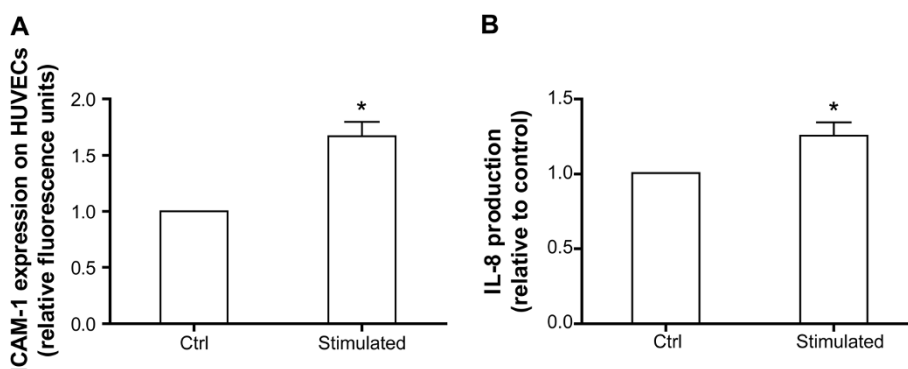 A
ICAM-1 expression on HUVECs
(relative fluorescence units)
2.0
1.5
1.0
0.5
0.0
*
Ctrl
Stimulated
B
IL-8 production
(relative to control)
1.5
1.0
0.5
0.0
*
Ctrl
Stimulated